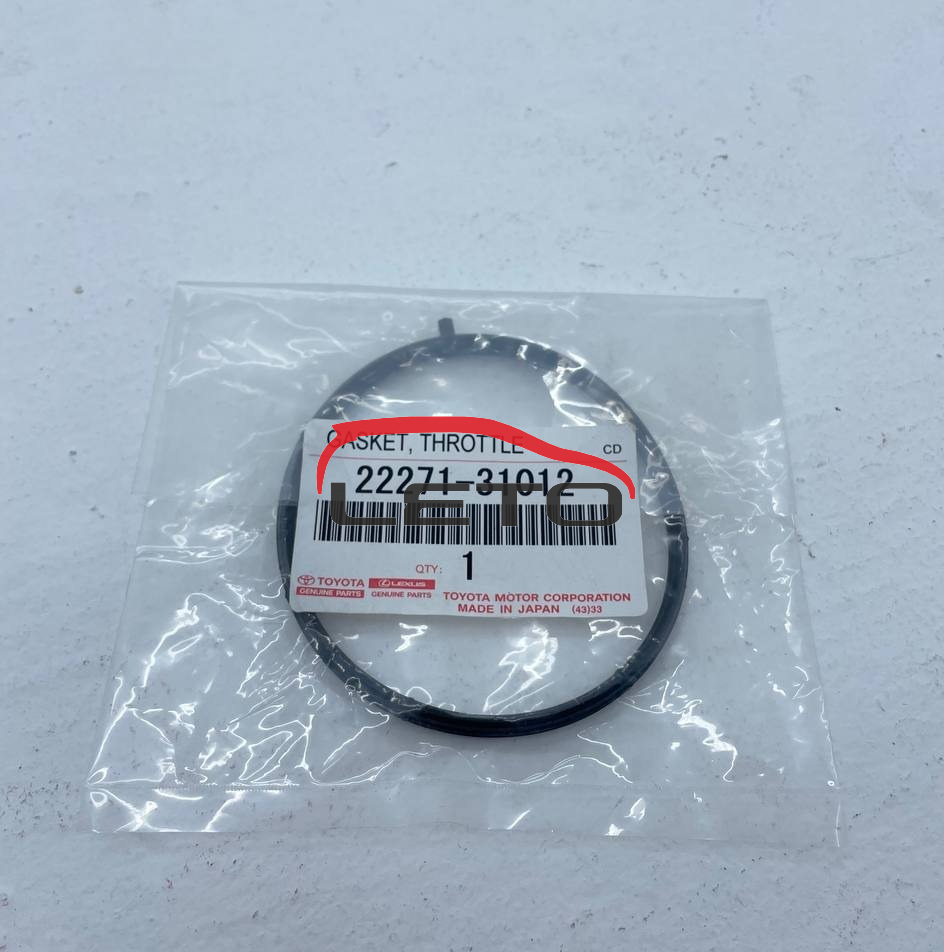 GASKET, THROTTLE
CD
22271-31012
LETO
QTY: 1
TOYOTA
GENUINE PARTS
LEXUS
GENUINE PARTS
TOYOTA MOTOR CORPORATION
MADE IN JAPAN (43)33